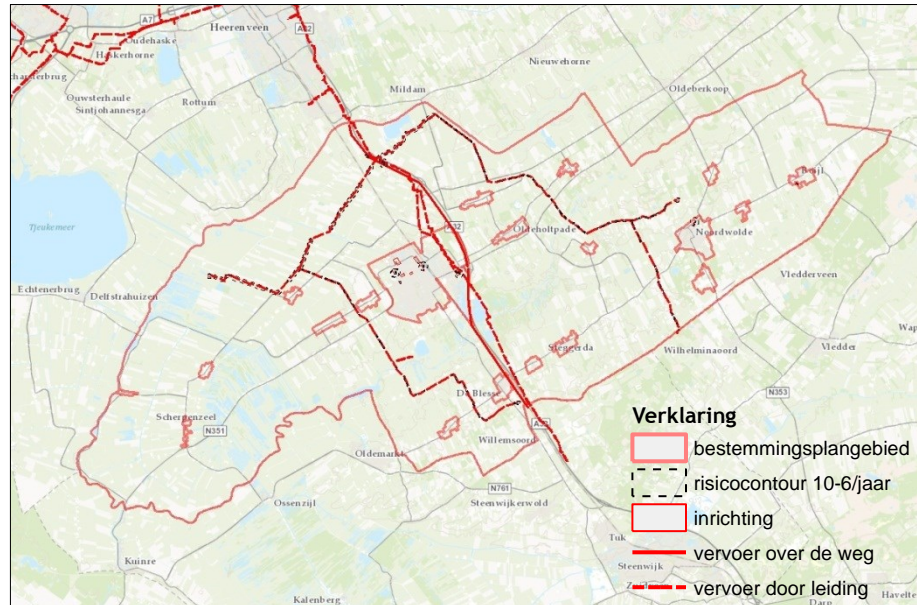 A7
Heerenveen
Oudehaske
Haskerhorne
Nieuwehorne
Oldeberkoop
Mildam
Ouwsterhaule
Rottum
Sintjohannesga
Tjeukemeer
Oldeholtpade
Noordwolde
Vledderveen
Echtenerbrug
Delfstrahuizen
Steggerda
Wilhelminaoord
Vledder
N353
De Blesse
Scherpenzeel
N351
Willemsoord
Oldemarkt
N761
Steenwijkerwold
Ossenzijl
Tuk
Kuinre
Steenwijk
Kalenberg
Havelte
Verklaring
bestemmingsplangebied
risicocontour 10-6/jaar
inrichting
vervoer over de weg
vervoer door leiding